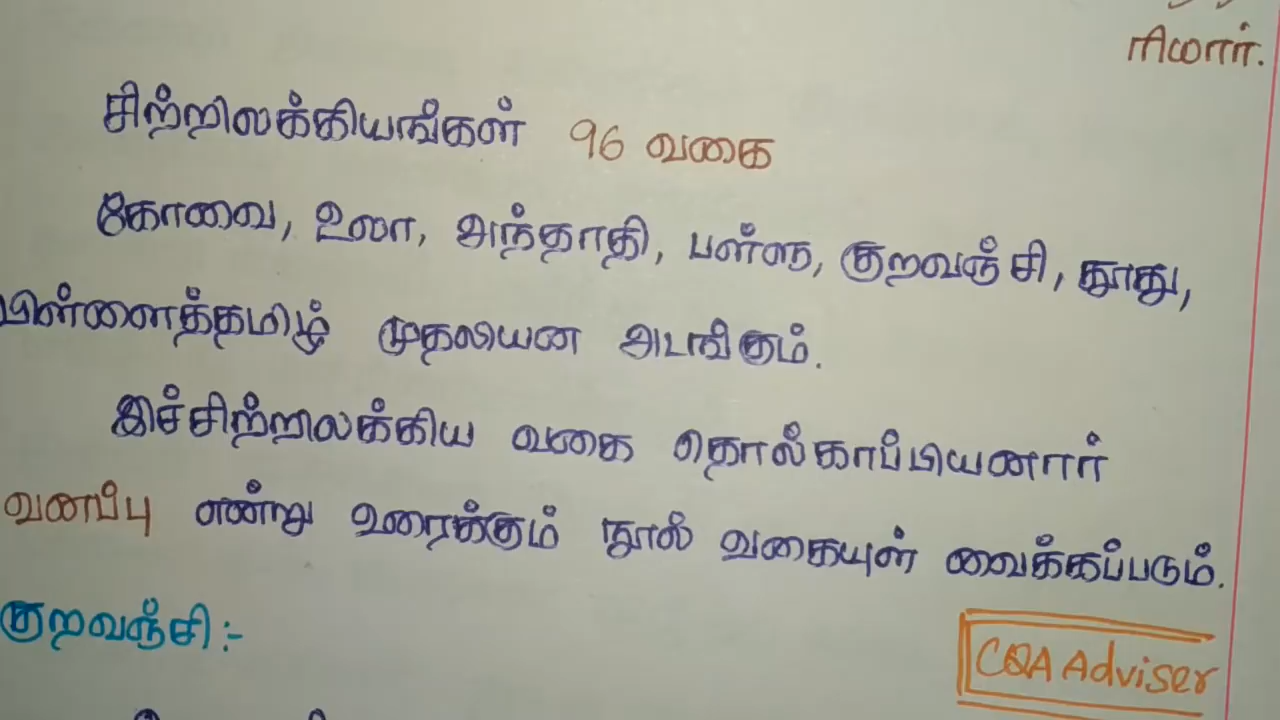 ரிமார்.
சிற்றிலக்கியங்கள் 96 வகை
கோவை, உலா, அந்தாதி, பள்ளு, குறவஞ்சி, தூது,
பிள்ளைத்தமிழ் முதலியன அடங்கும்.
இச்சிற்றிலக்கிய வகை தொல்காப்பியனார்
வனப்பு என்று உரைக்கும் நூல் வகையுள் வைக்கப்படும்.
குறவஞ்சி:-
CQA Adviser